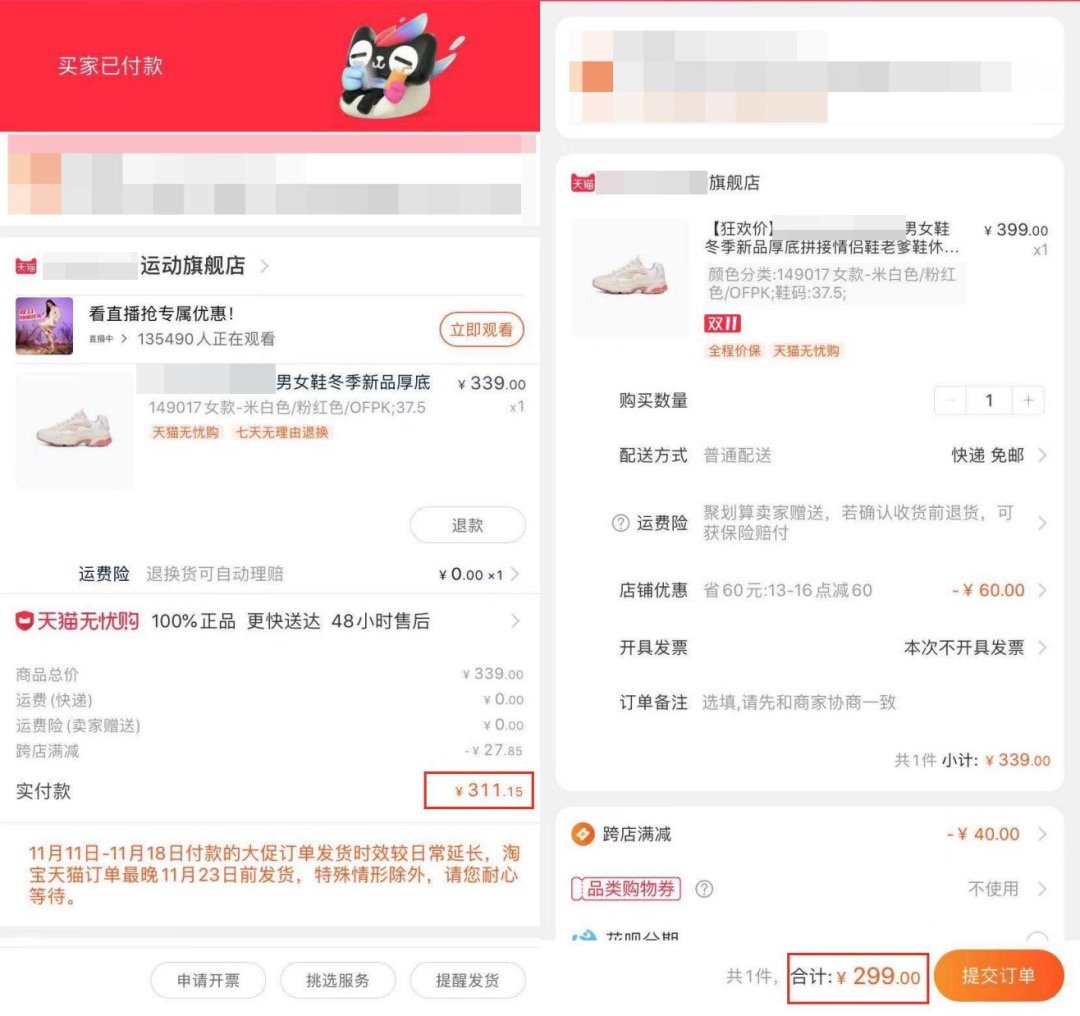 买家已付款
天猫
运动旗舰店
看直播抢专属优惠!
直播中 > 135490人正在观看
立即观看
男女鞋冬季新品厚底
¥ 339.00
149017女款-米白色/粉红色/OFPK;37.5
x1
天猫无忧购 七天无理由退换
退款
运费险 退换货可自动理赔
¥ 0.00 ×1
天猫无忧购 100%正品 更快送达 48小时售后
商品总价
¥ 339.00
运费(快递)
¥ 0.00
运费险(卖家赠送)
¥ 0.00
跨店满减
-¥ 27.85
实付款
¥ 311.15
11月11日-11月18日付款的大促订单发货时效较日常延长，淘
宝天猫订单最晚11月23日前发货，特殊情形除外，请您耐心
等待。
申请开票
挑选服务
提醒发货
天猫
旗舰店
【狂欢价】
男女鞋
¥ 399.00
冬季新品厚底拼接情侣鞋老爹鞋休...
x1
颜色分类:149017女款-米白色/粉红
色/OFPK;鞋码:37.5;
双11
全程价保 天猫无忧购
购买数量
− 1 +
配送方式 普通配送
快递 免邮
运费险
聚划算卖家赠送，若确认收货前退货，可
获保险赔付
店铺优惠 省60元:13-16点减60
-¥ 60.00
开具发票
本次不开具发票
订单备注 选填,请先和商家协商一致
共1件 小计: ¥ 339.00
跨店满减
-¥ 40.00
品类购物券
不使用
花呗分期
共1件, 合计: ¥ 299.00
提交订单